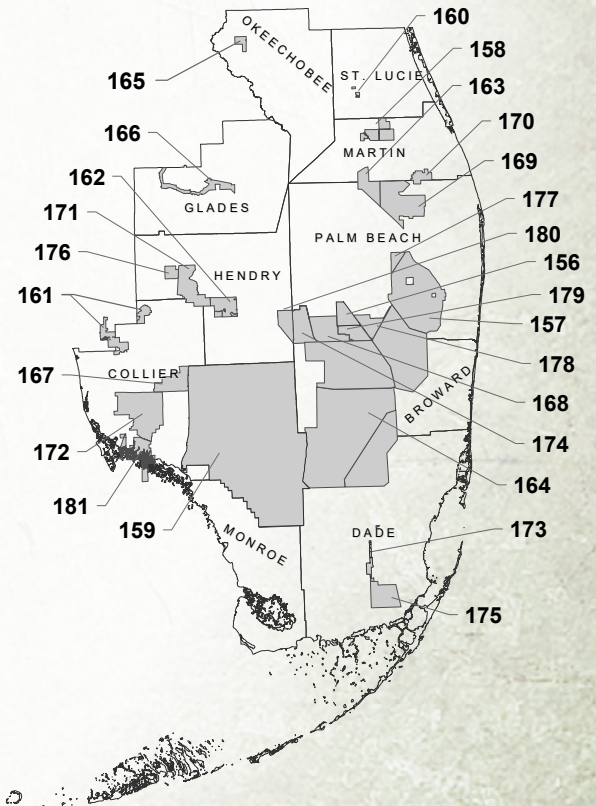 160
OKEECHOBEE
158
165
ST. LUCIE
163
166
170
MARTIN
162
169
GLADES
171
177
PALM BEACH
180
176
HENDRY
156
161
179
157
167
COLLIER
178
BROWARD
168
172
174
164
181
159
MONROE
DADE
173
175